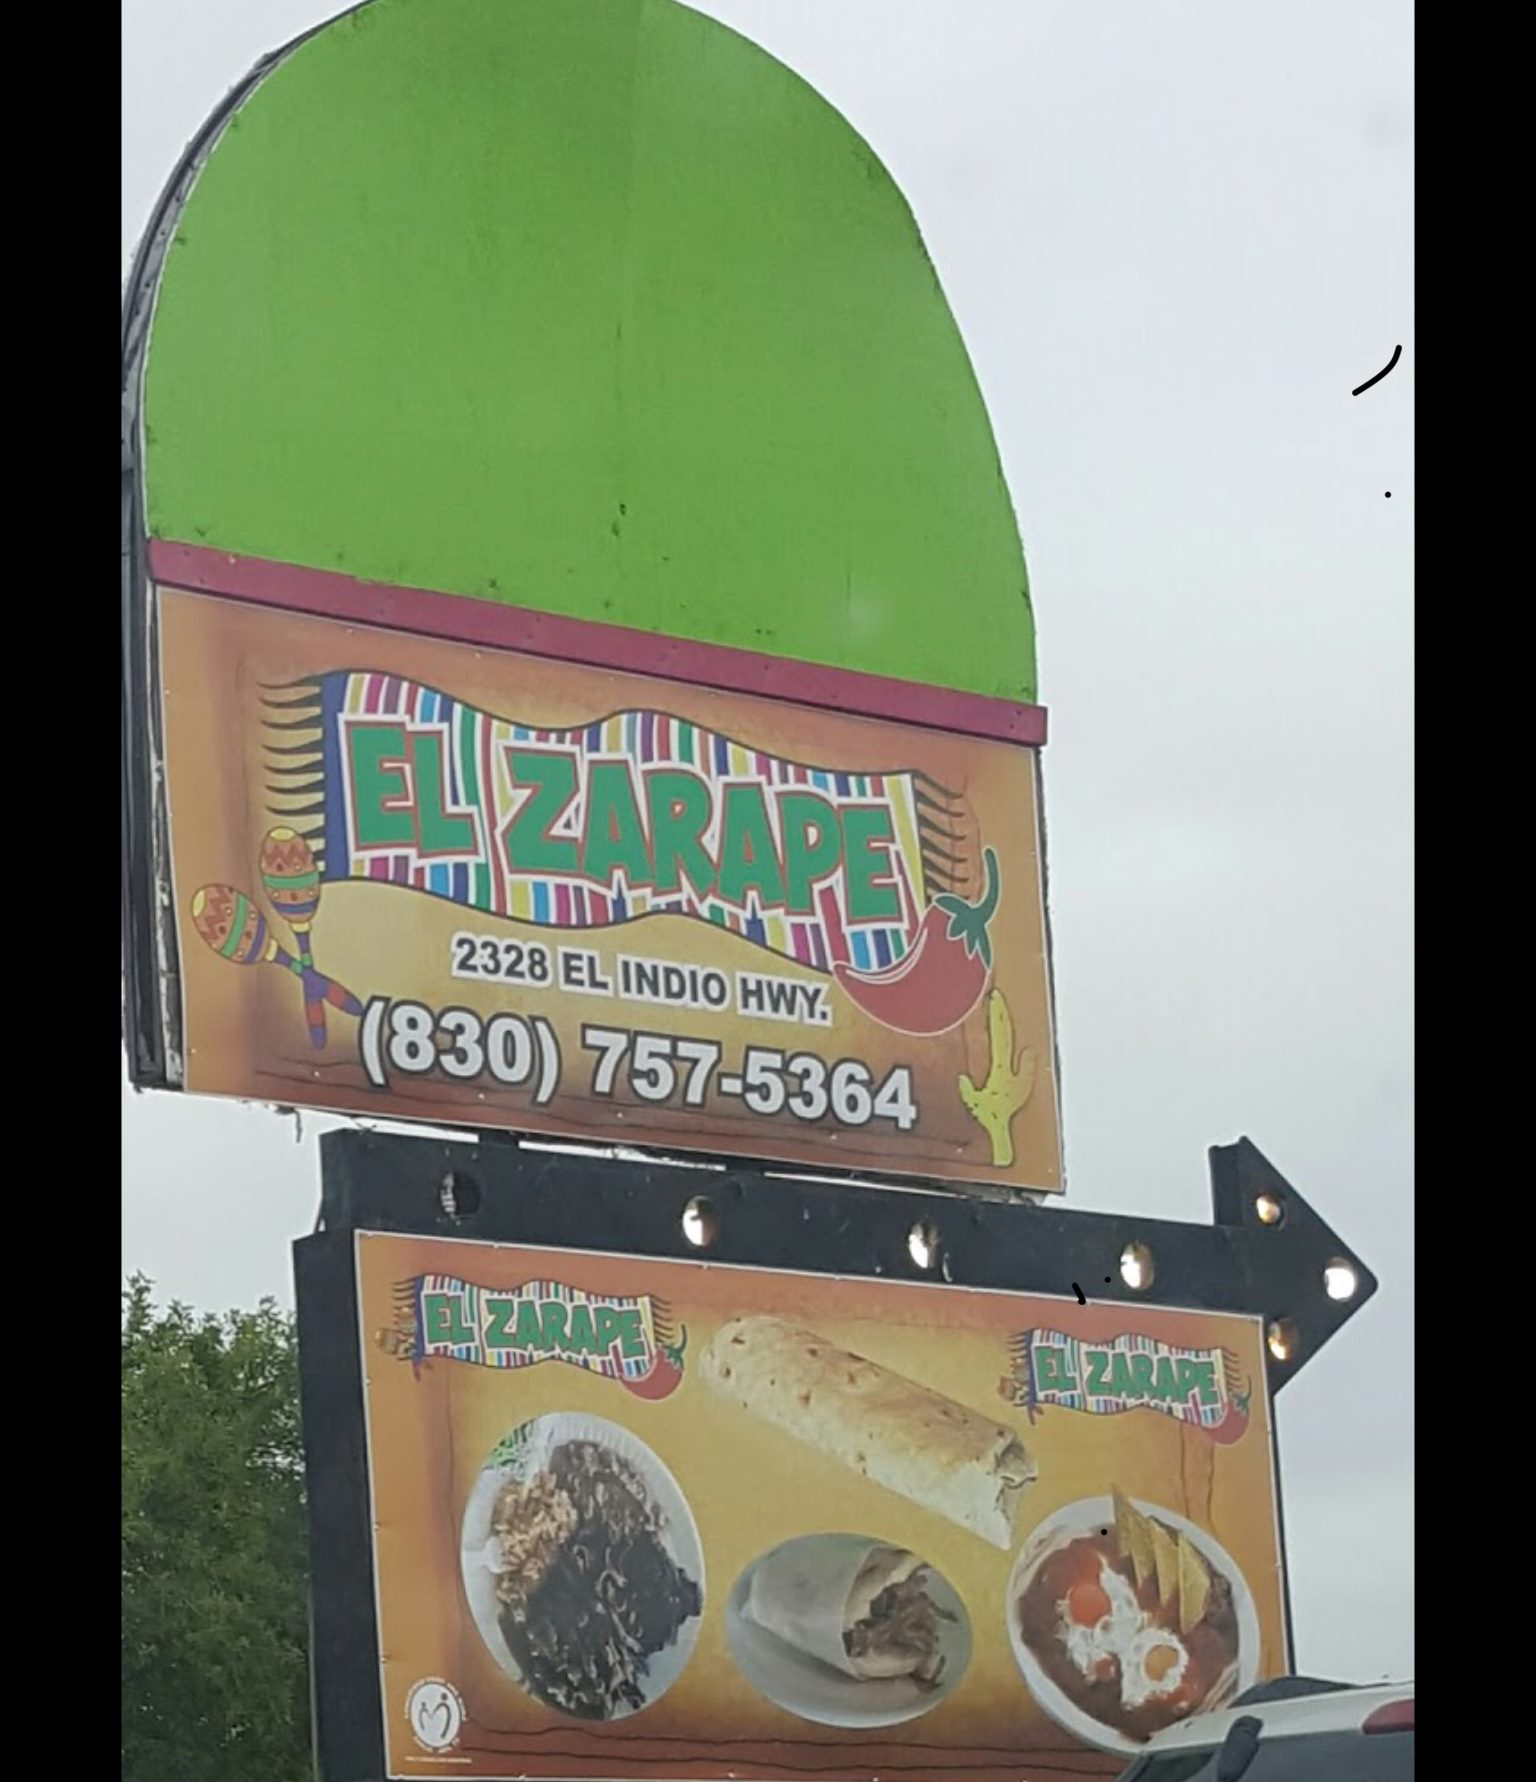 EL ZARAPE
2328 EL INDIO HWY.
(830) 757-5364
EL ZARAPE
EL ZARAPE